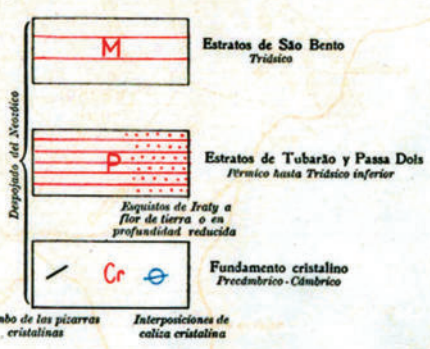 M
Estratos de São Bento
Triásico
Despojado del Neozóico
P
Estratos de Tubarão y Passa Dois
Pérmico hasta Triásico inferior
Esquistos de Iraty a
flor de tierra o en
profundidad reducida
Cr
Fundamento cristalino
Precámbrico - Cámbrico
de las pizarras
cristalinas
Interposiciones de
caliza cristalina